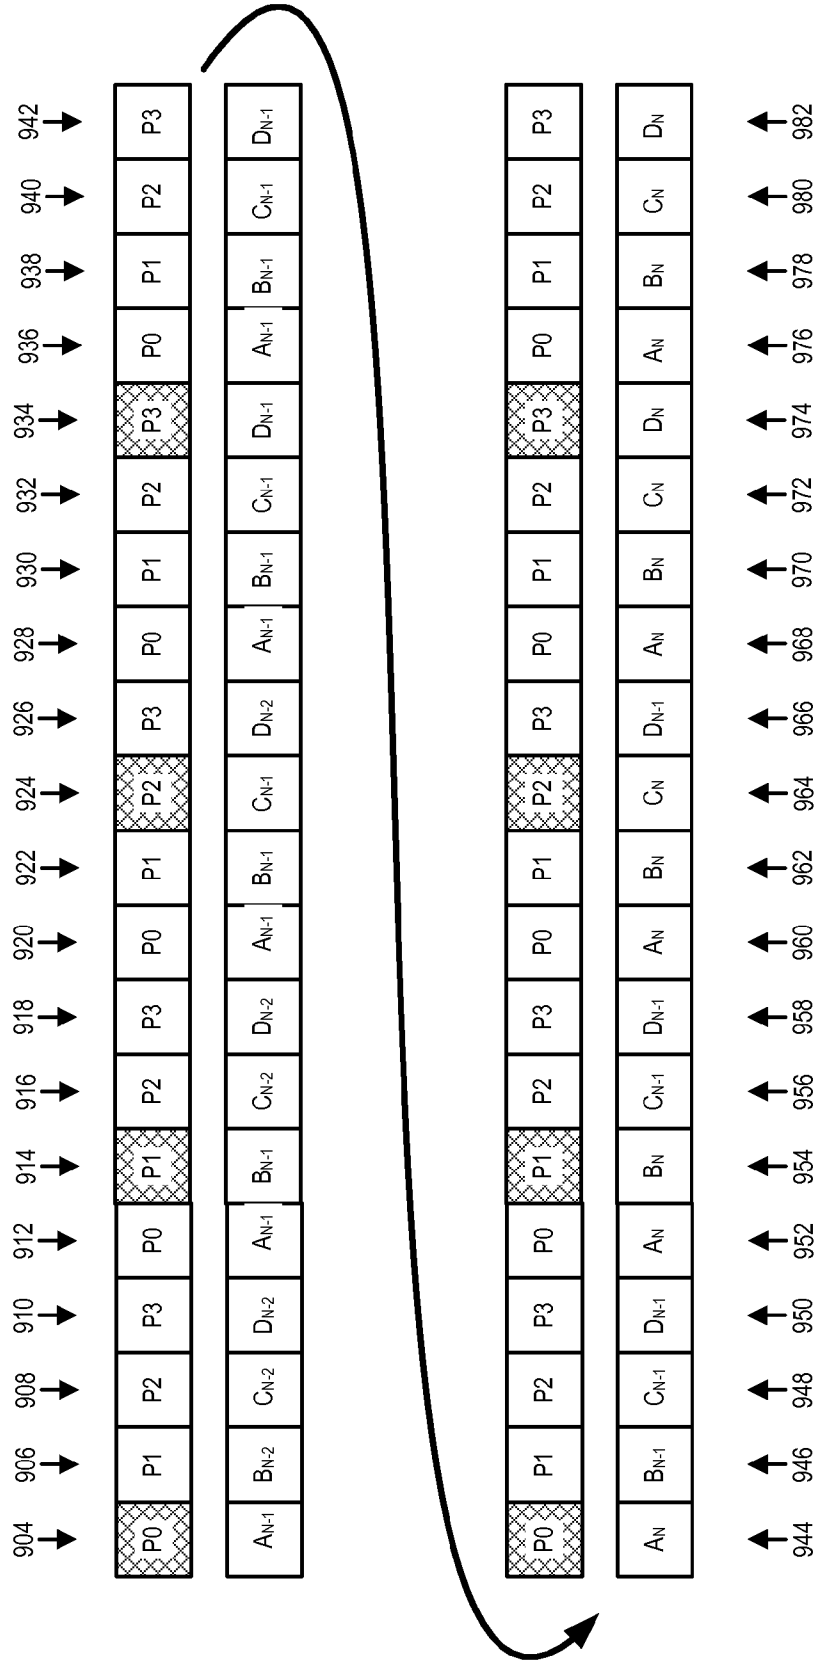 904 906 908 910 912 914 916 918 920 922 924 926 928 930 932 934 936 938 940 942
P0 P1 P2 P3 P0 P1 P2 P3 P0 P1 P2 P3 P0 P1 P2 P3 P0 P1 P2 P3
AN-1 BN-2 CN-2 DN-2 AN-1 BN-1 CN-2 DN-2 AN-1 BN-1 CN-1 DN-2 AN-1 BN-1 CN-1 DN-1 AN-1 BN-1 CN-1 DN-1
P0 P1 P2 P3 P0 P1 P2 P3 P0 P1 P2 P3 P0 P1 P2 P3 P0 P1 P2 P3
AN BN-1 CN-1 DN-1 AN BN CN-1 DN-1 AN BN CN DN-1 AN BN CN DN AN BN CN DN
944 946 948 950 952 954 956 958 960 962 964 966 968 970 972 974 976 978 980 982